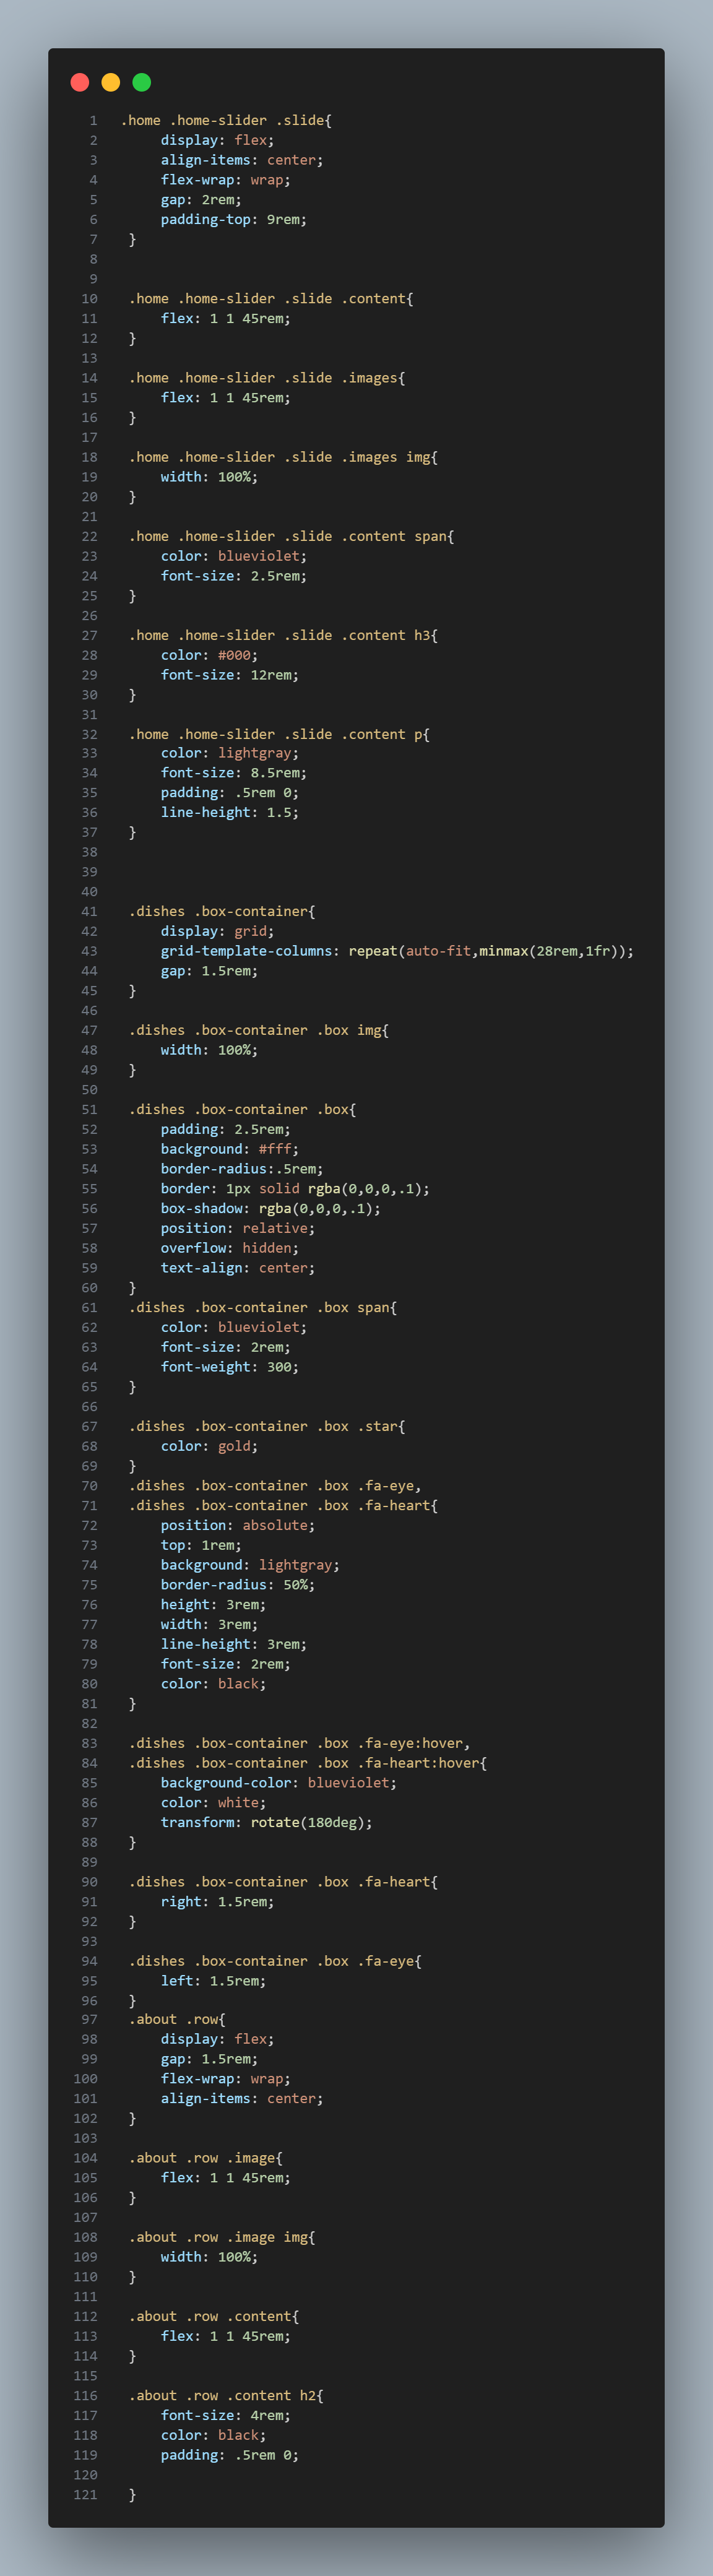 1 .home .home-slider .slide{
2 display: flex;
3 align-items: center;
4 flex-wrap: wrap;
5 gap: 2rem;
6 padding-top: 9rem;
7 }
8
9
10 .home .home-slider .slide .content{
11 flex: 1 1 45rem;
12 }
13
14 .home .home-slider .slide .images{
15 flex: 1 1 45rem;
16 }
17
18 .home .home-slider .slide .images img{
19 width: 100%;
20 }
21
22 .home .home-slider .slide .content span{
23 color: blueviolet;
24 font-size: 2.5rem;
25 }
26
27 .home .home-slider .slide .content h3{
28 color: #000;
29 font-size: 12rem;
30 }
31
32 .home .home-slider .slide .content p{
33 color: lightgray;
34 font-size: 8.5rem;
35 padding: .5rem 0;
36 line-height: 1.5;
37 }
38
39
40
41 .dishes .box-container{
42 display: grid;
43 grid-template-columns: repeat(auto-fit,minmax(28rem,1fr));
44 gap: 1.5rem;
45 }
46
47 .dishes .box-container .box img{
48 width: 100%;
49 }
50
51 .dishes .box-container .box{
52 padding: 2.5rem;
53 background: #fff;
54 border-radius:.5rem;
55 border: 1px solid rgba(0,0,0,.1);
56 box-shadow: rgba(0,0,0,.1);
57 position: relative;
58 overflow: hidden;
59 text-align: center;
60 }
61 .dishes .box-container .box span{
62 color: blueviolet;
63 font-size: 2rem;
64 font-weight: 300;
65 }
66
67 .dishes .box-container .box .star{
68 color: gold;
69 }
70 .dishes .box-container .box .fa-eye,
71 .dishes .box-container .box .fa-heart{
72 position: absolute;
73 top: 1rem;
74 background: lightgray;
75 border-radius: 50%;
76 height: 3rem;
77 width: 3rem;
78 line-height: 3rem;
79 font-size: 2rem;
80 color: black;
81 }
82
83 .dishes .box-container .box .fa-eye:hover,
84 .dishes .box-container .box .fa-heart:hover{
85 background-color: blueviolet;
86 color: white;
87 transform: rotate(180deg);
88 }
89
90 .dishes .box-container .box .fa-heart{
91 right: 1.5rem;
92 }
93
94 .dishes .box-container .box .fa-eye{
95 left: 1.5rem;
96 }
97 .about .row{
98 display: flex;
99 gap: 1.5rem;
100 flex-wrap: wrap;
101 align-items: center;
102 }
103
104 .about .row .image{
105 flex: 1 1 45rem;
106 }
107
108 .about .row .image img{
109 width: 100%;
110 }
111
112 .about .row .content{
113 flex: 1 1 45rem;
114 }
115
116 .about .row .content h2{
117 font-size: 4rem;
118 color: black;
119 padding: .5rem 0;
120
121 }